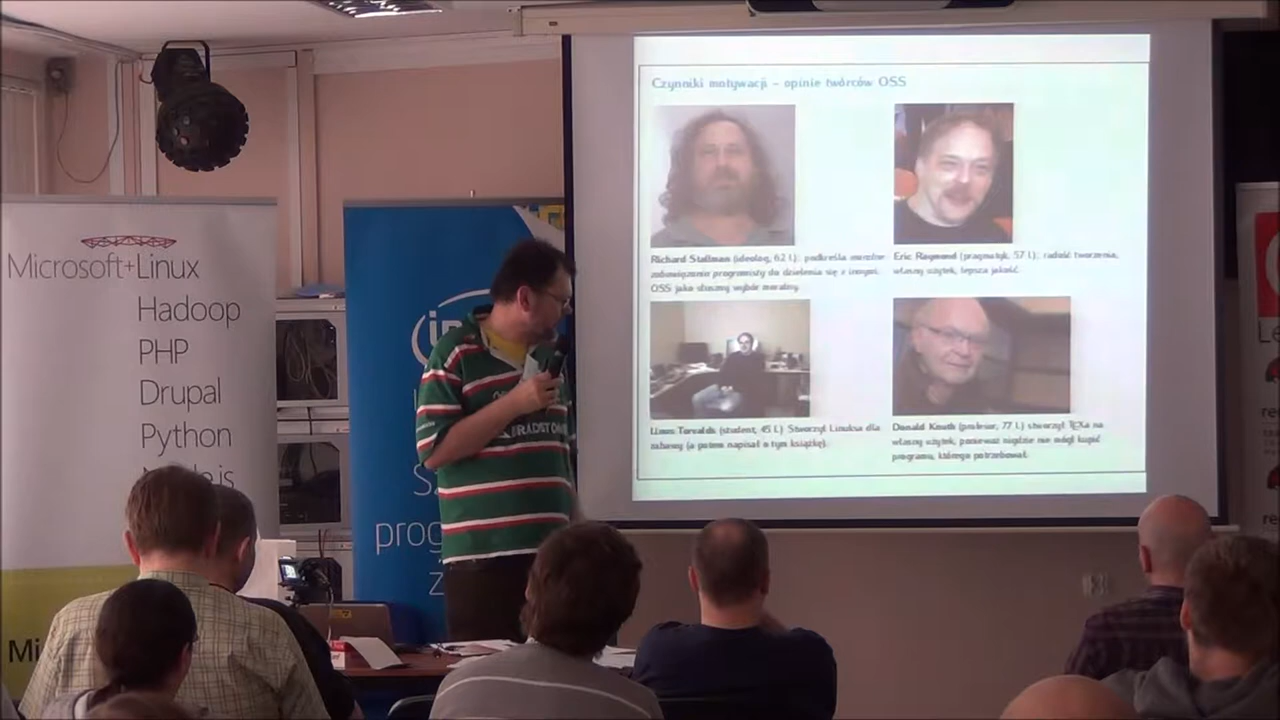 Czynniki motywacji – opinie twórców OSS
Richard Stallman (ideolog, 62 l.): podkreśla moralne
zobowiązanie programisty do dzielenia się z innymi.
OSS jako słuszny wybór moralny.
Eric Raymond (pragmatyk, 57 l.): radość tworzenia,
własny użytek, lepsza jakość.
Linus Torvalds (student, 45 l.) Stworzył Linuksa dla
zabawy (a potem napisał o tym książkę).
Donald Knuth (profesor, 77 l.) stworzył TEXa na
własny użytek, ponieważ nigdzie nie mógł kupić
programu, którego potrzebował.
Microsoft+Linux
Hadoop
PHP
Drupal
Python
Mi
prog